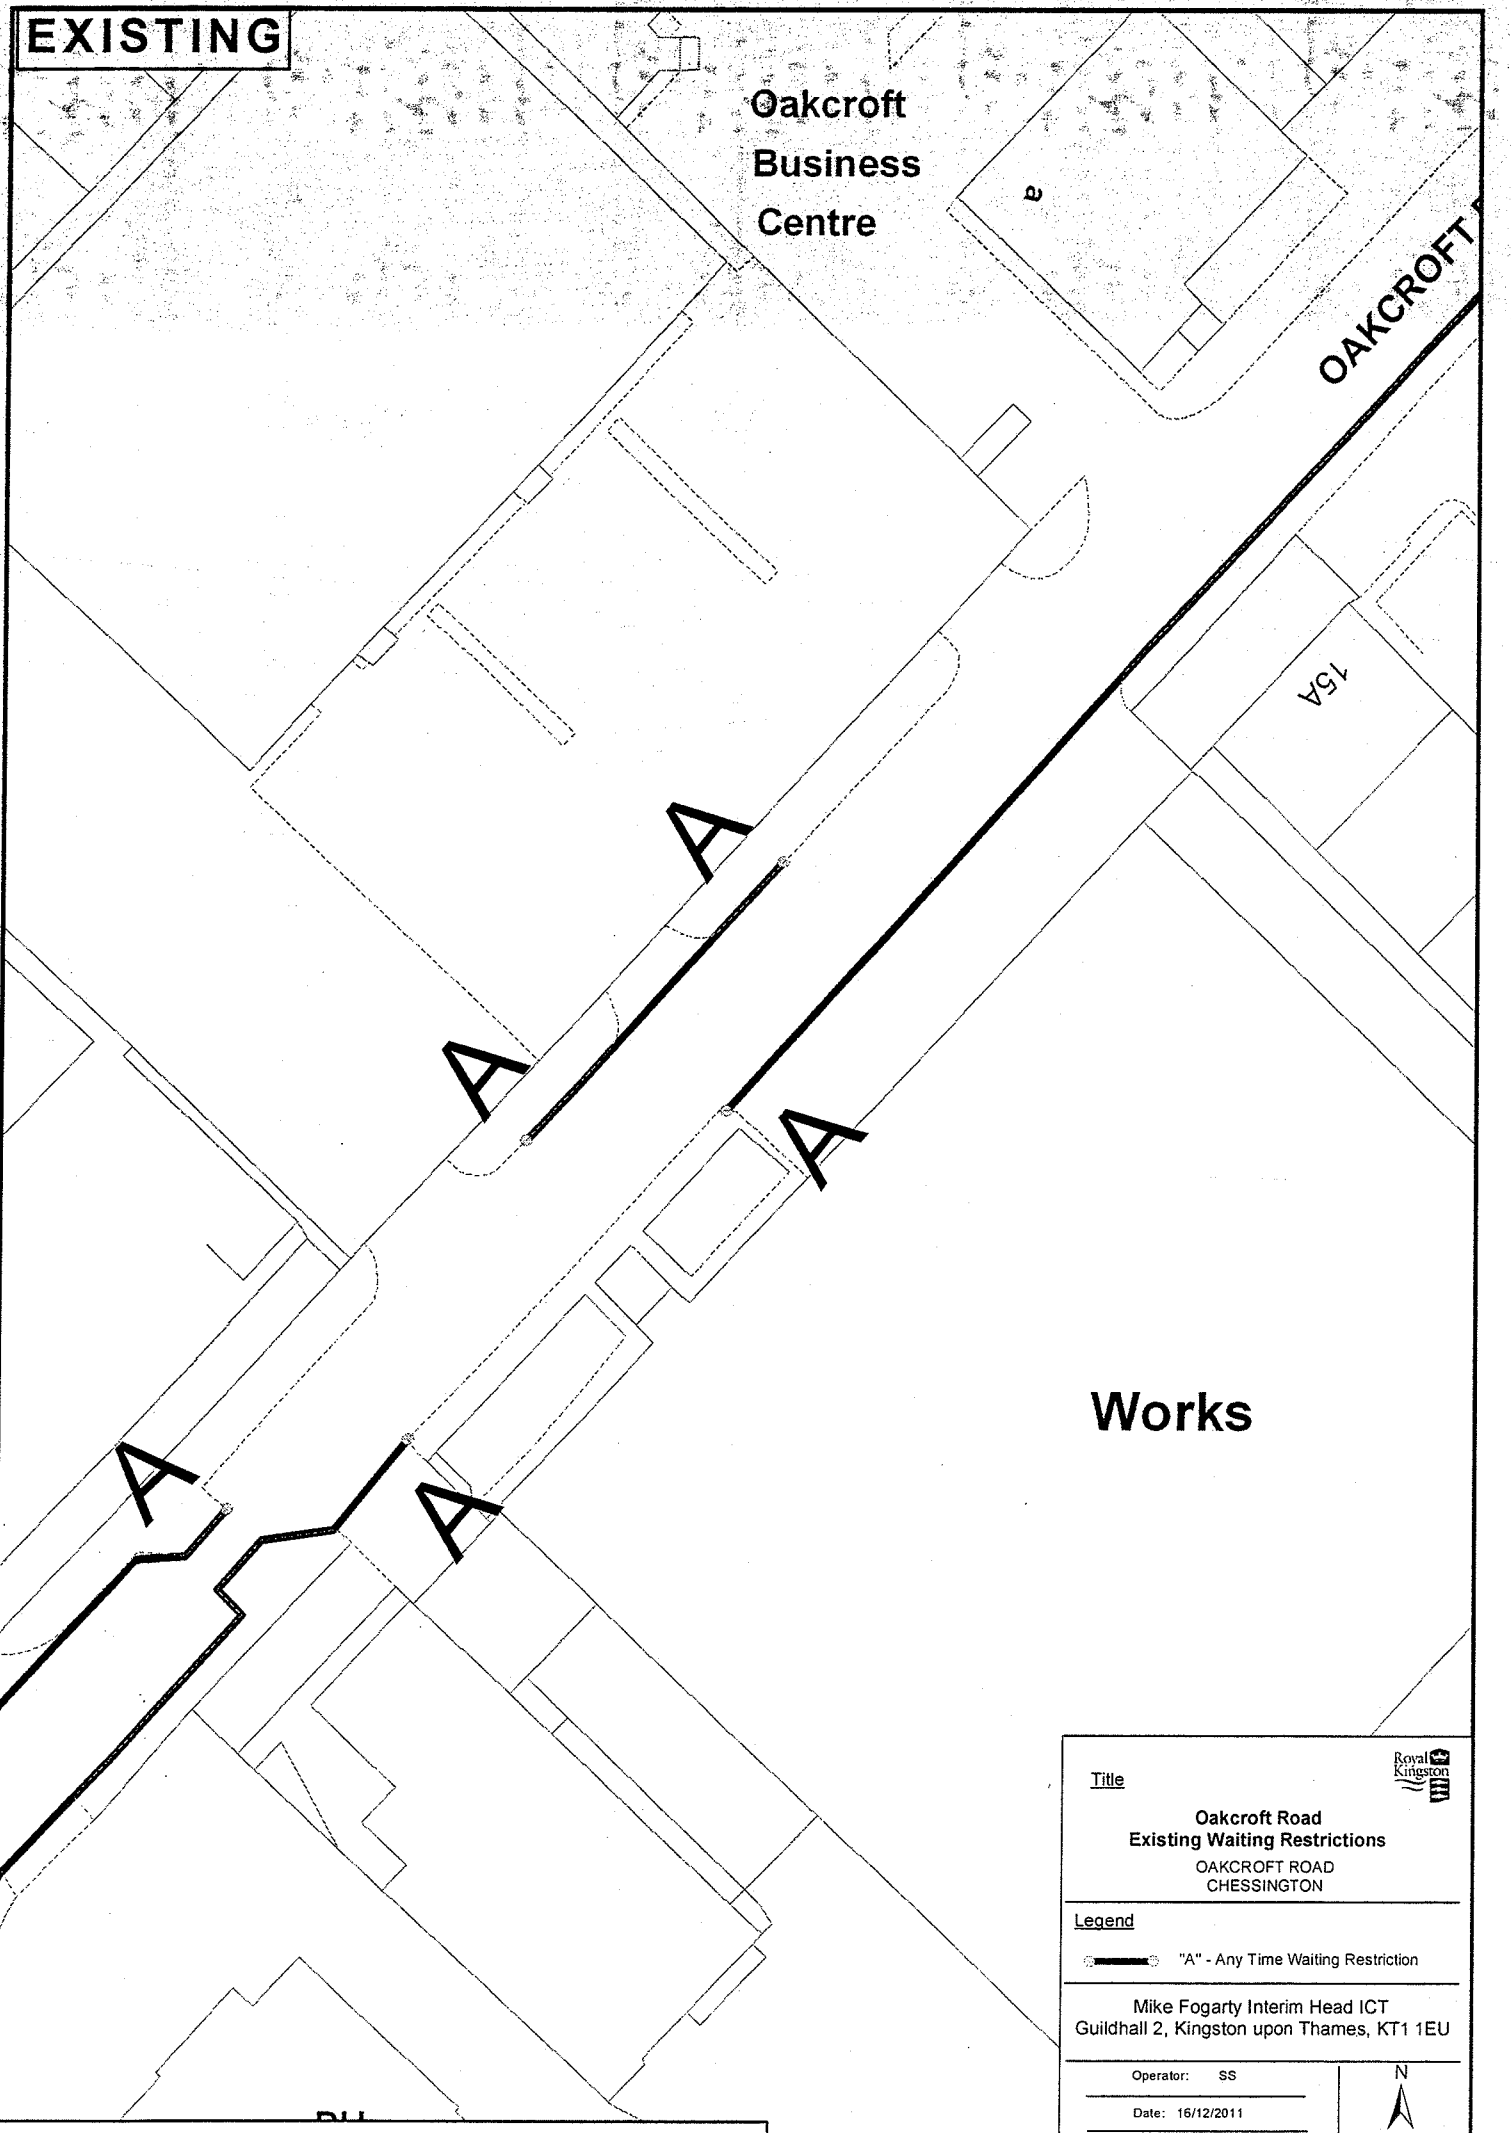 EXISTING
Oakcroft
Business
Centre
a
OAKCROFT
15A
A
A
A
A
A
Works
Title
Royal
Kingston
Oakcroft Road
Existing Waiting Restrictions
OAKCROFT ROAD
CHESSINGTON
Legend
"A" - Any Time Waiting Restriction
Mike Fogarty Interim Head ICT
Guildhall 2, Kingston upon Thames, KT1 1EU
Operator: SS
N
Date: 16/12/2011